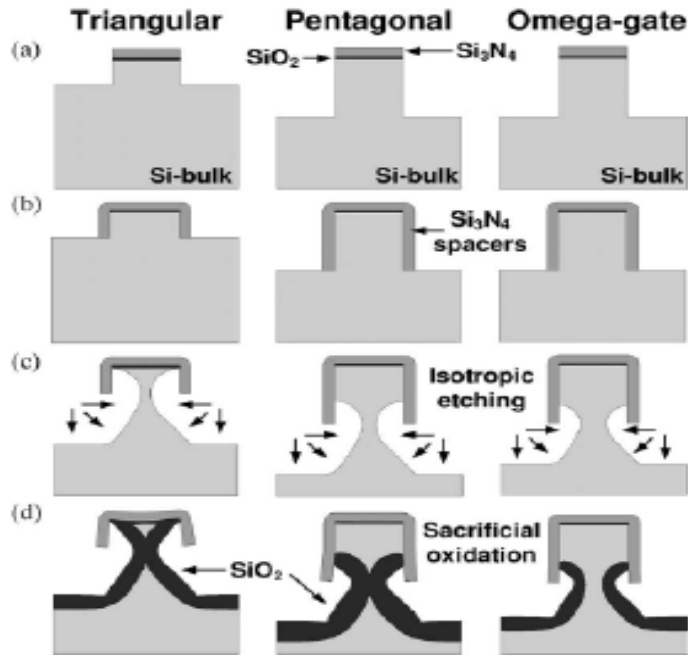 Triangular Pentagonal Omega-gate
(a)
SiO₂ Si₃N₄
Si-bulk Si-bulk Si-bulk
(b)
Si₃N₄
spacers
(c)
Isotropic
etching
(d)
Sacrificial
oxidation
SiO₂